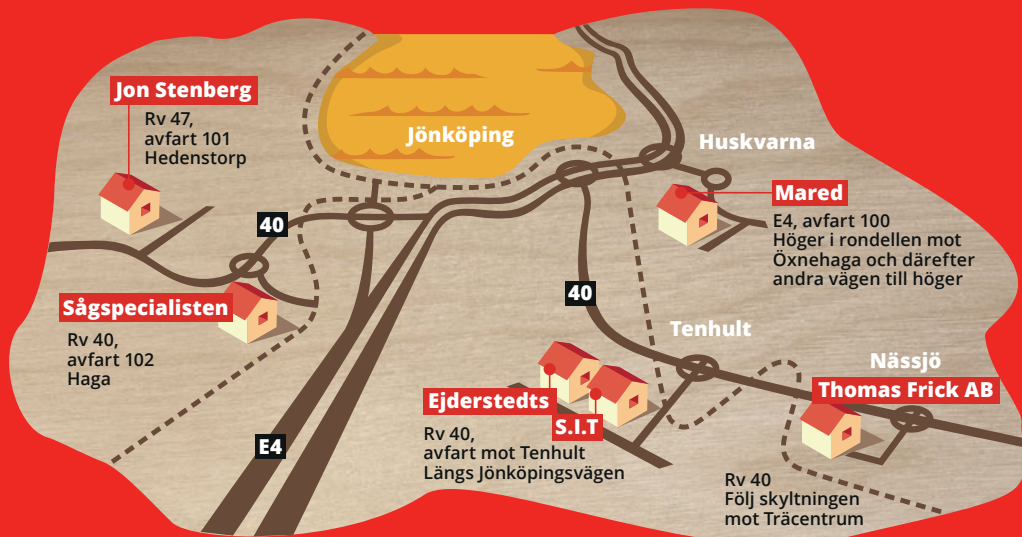 Jon Stenberg
Rv 47,
avfart 101
Hedenstorp
Jönköping
Huskvarna
Mared
E4, avfart 100
Höger i rondellen mot
Öxnehaga och därefter
andra vägen till höger
40
Sågspecialisten
Rv 40,
avfart 102
Haga
40
Tenhult
Nässjö
Thomas Frick AB
Ejderstedts
S.I.T
Rv 40,
avfart mot Tenhult
Längs Jönköpingsvägen
E4
Rv 40
Följ skyltningen
mot Träcentrum